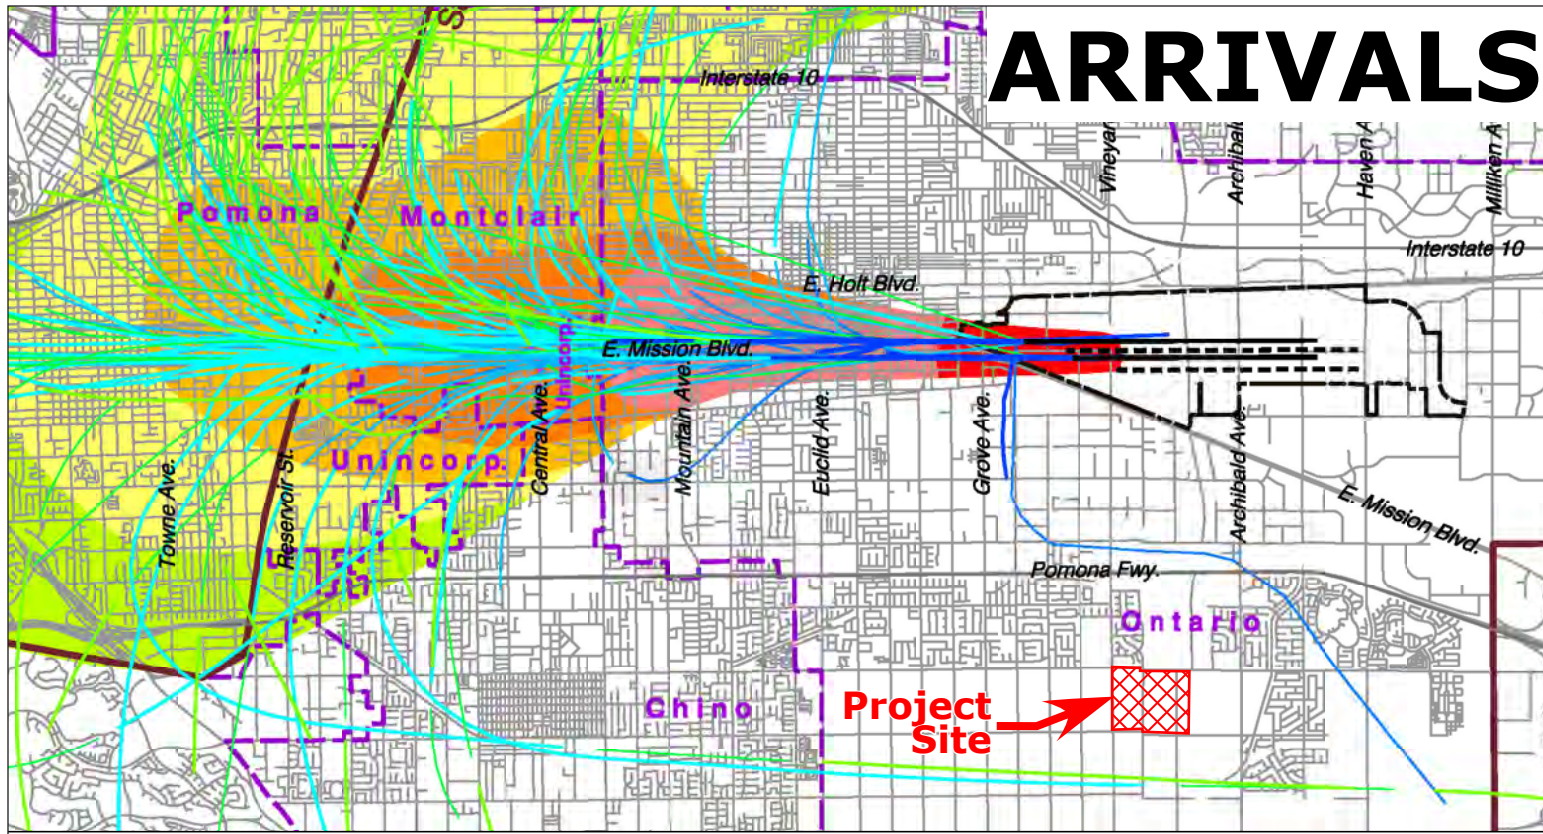 ARRIVALS
Interstate 10
Archibald
Haven A
Milliken A
Pomona
Montclair
Interstate 10
E. Holt Blvd.
Unincorp.
E. Mission Blvd.
Unincorp.
Towne Ave.
Reservoir St.
Central Ave.
Mountain Ave.
Euclid Ave.
Grove Ave.
Archibald Ave.
E. Mission Blvd.
Pomona Fwy.
Ontario
Chino
Project
Site